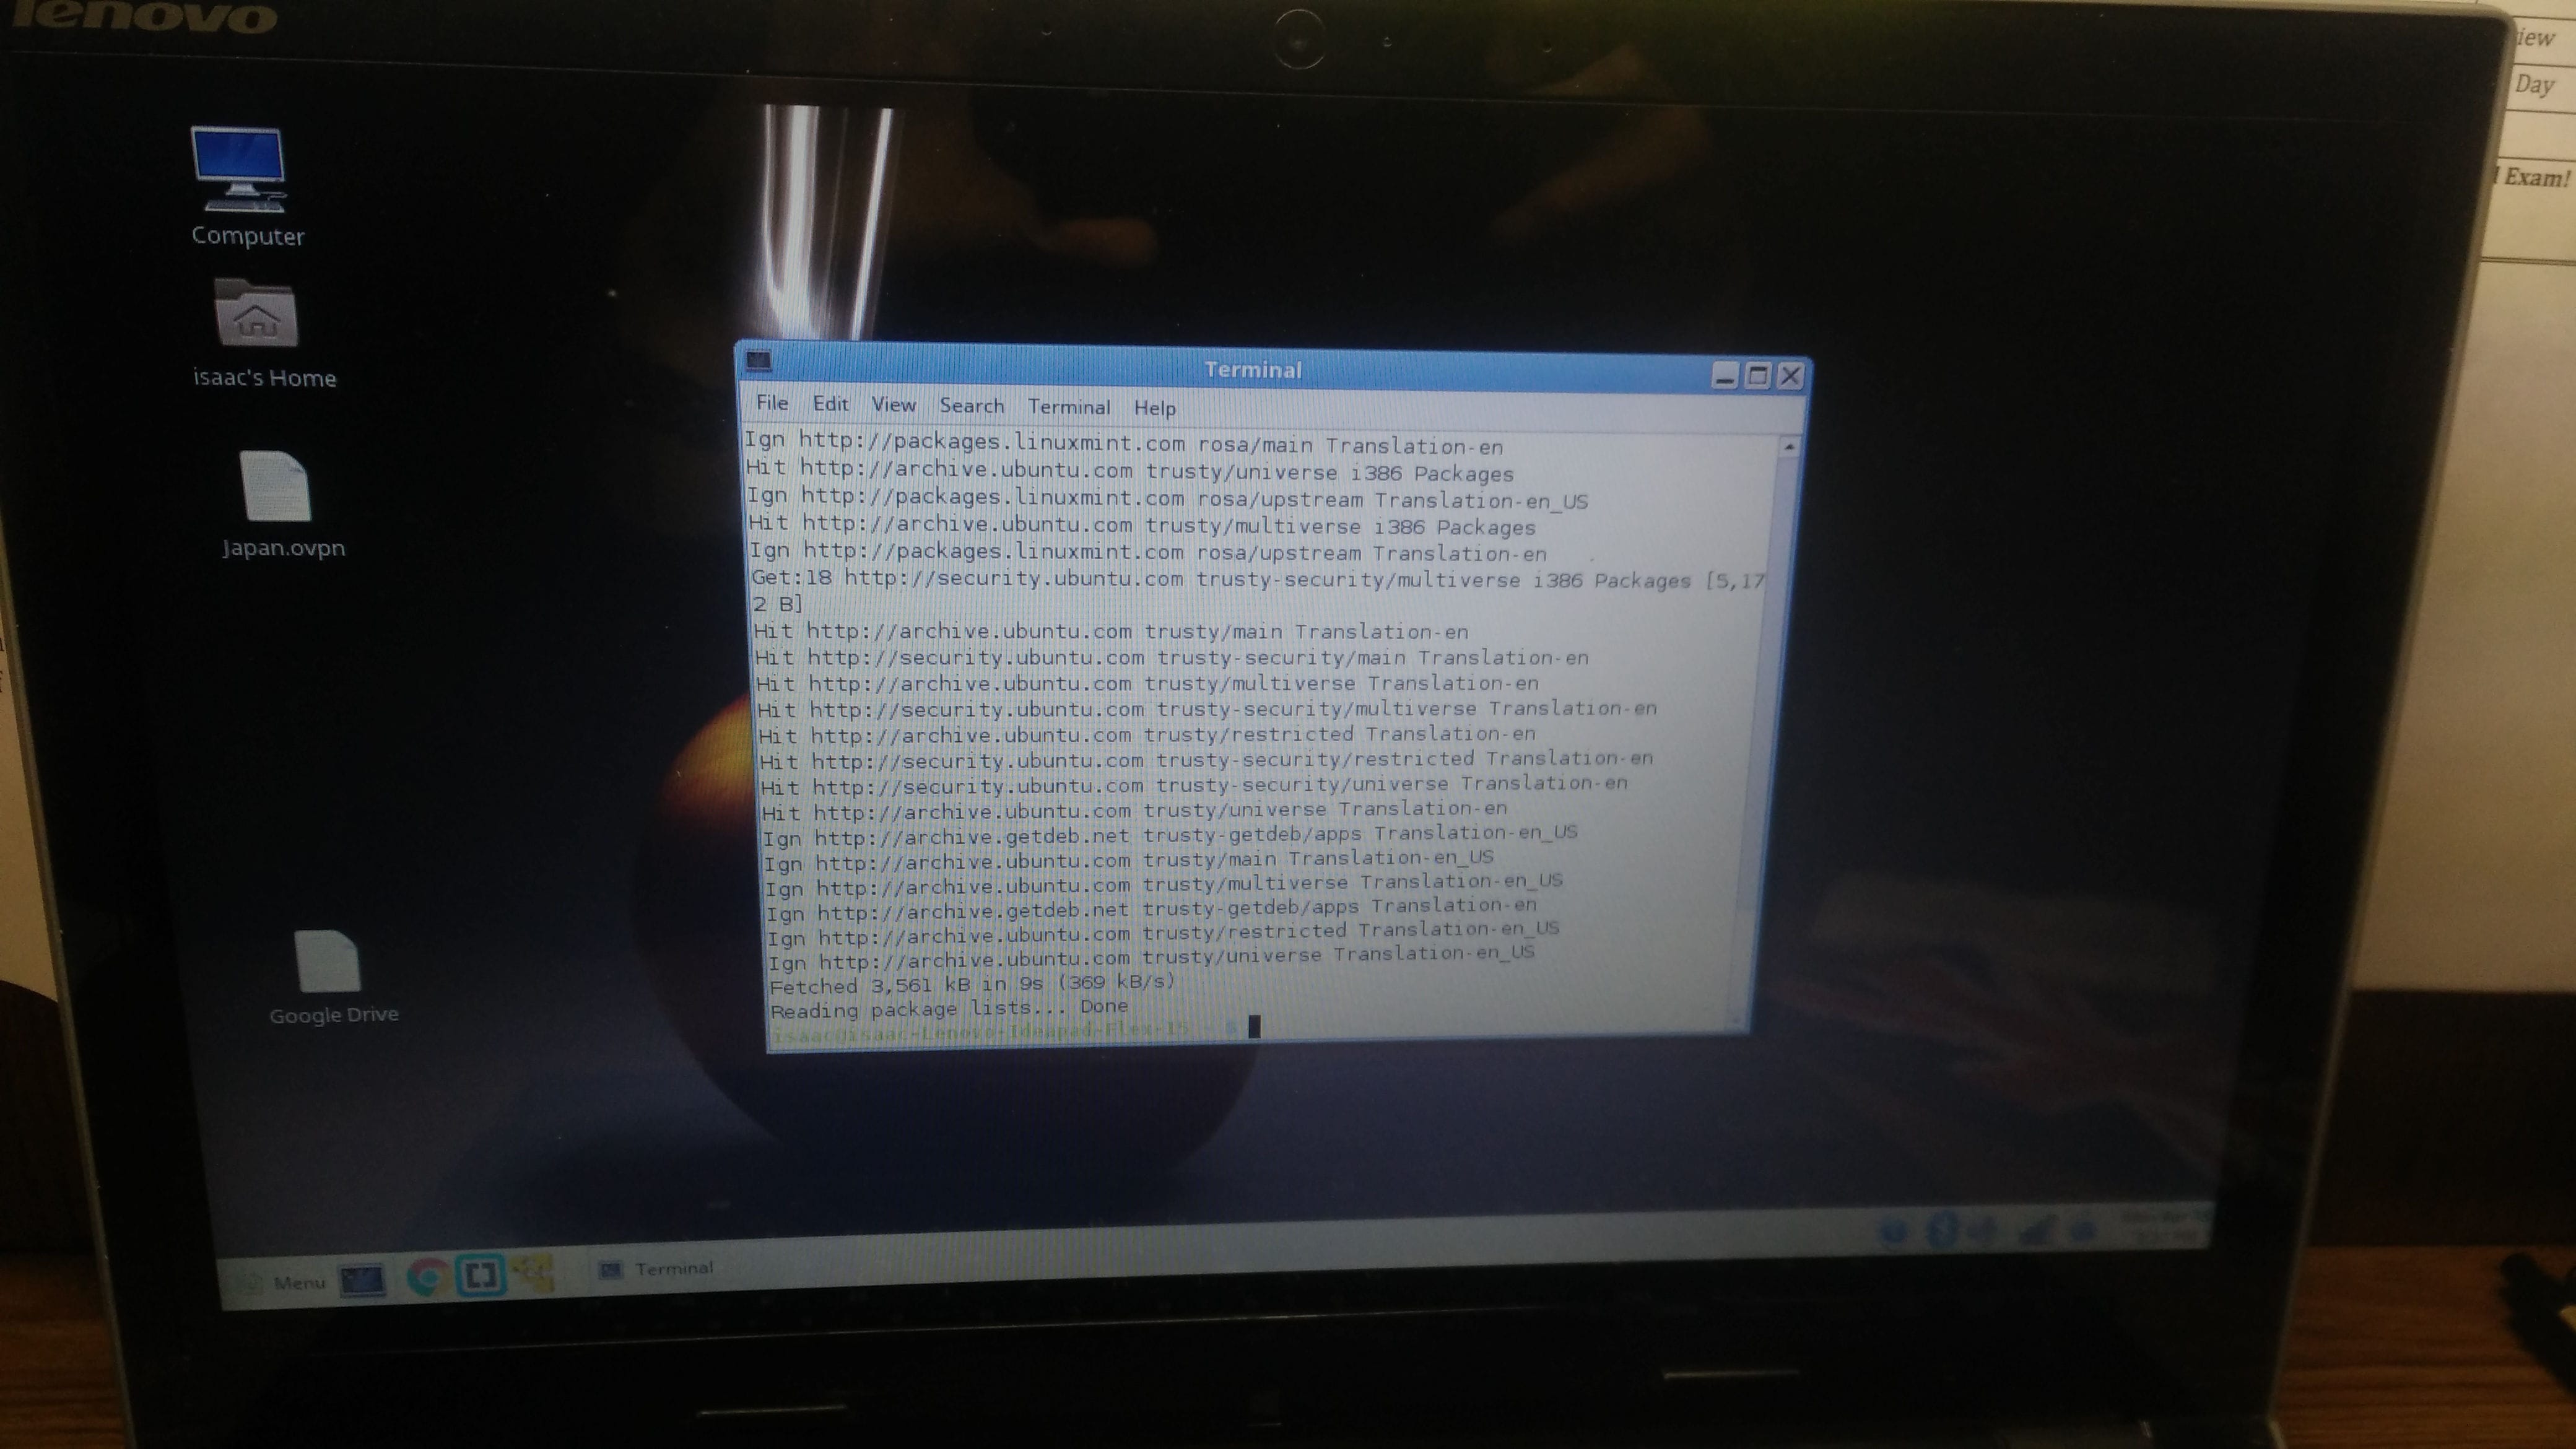 lenovo
iew
Day
Exam!
Computer
isaac's Home
Japan.ovpn
Google Drive
Terminal
File Edit View Search Terminal Help
Ign http://packages.linuxmint.com rosa/main Translation-en
Hit http://archive.ubuntu.com trusty/universe i386 Packages
Ign http://packages.linuxmint.com rosa/upstream Translation-en_US
Hit http://archive.ubuntu.com trusty/multiverse i386 Packages
Ign http://packages.linuxmint.com rosa/upstream Translation-en
Get:18 http://security.ubuntu.com trusty-security/multiverse i386 Packages [5,17
2 B]
Hit http://archive.ubuntu.com trusty/main Translation-en
Hit http://security.ubuntu.com trusty-security/main Translation-en
Hit http://archive.ubuntu.com trusty/multiverse Translation-en
Hit http://security.ubuntu.com trusty-security/multiverse Translation-en
Hit http://archive.ubuntu.com trusty/restricted Translation-en
Hit http://security.ubuntu.com trusty-security/restricted Translation-en
Hit http://security.ubuntu.com trusty-security/universe Translation-en
Hit http://archive.ubuntu.com trusty/universe Translation-en
Ign http://archive.getdeb.net trusty-getdeb/apps Translation-en_US
Ign http://archive.ubuntu.com trusty/main Translation-en_US
Ign http://archive.ubuntu.com trusty/multiverse Translation-en_US
Ign http://archive.getdeb.net trusty-getdeb/apps Translation-en
Ign http://archive.ubuntu.com trusty/restricted Translation-en_US
Ign http://archive.ubuntu.com trusty/universe Translation-en_US
Fetched 3,561 kB in 9s (369 kB/s)
Reading package lists... Done
isaac@isaac-Lenovo-Ideapad-Flex-15
Menu
Terminal